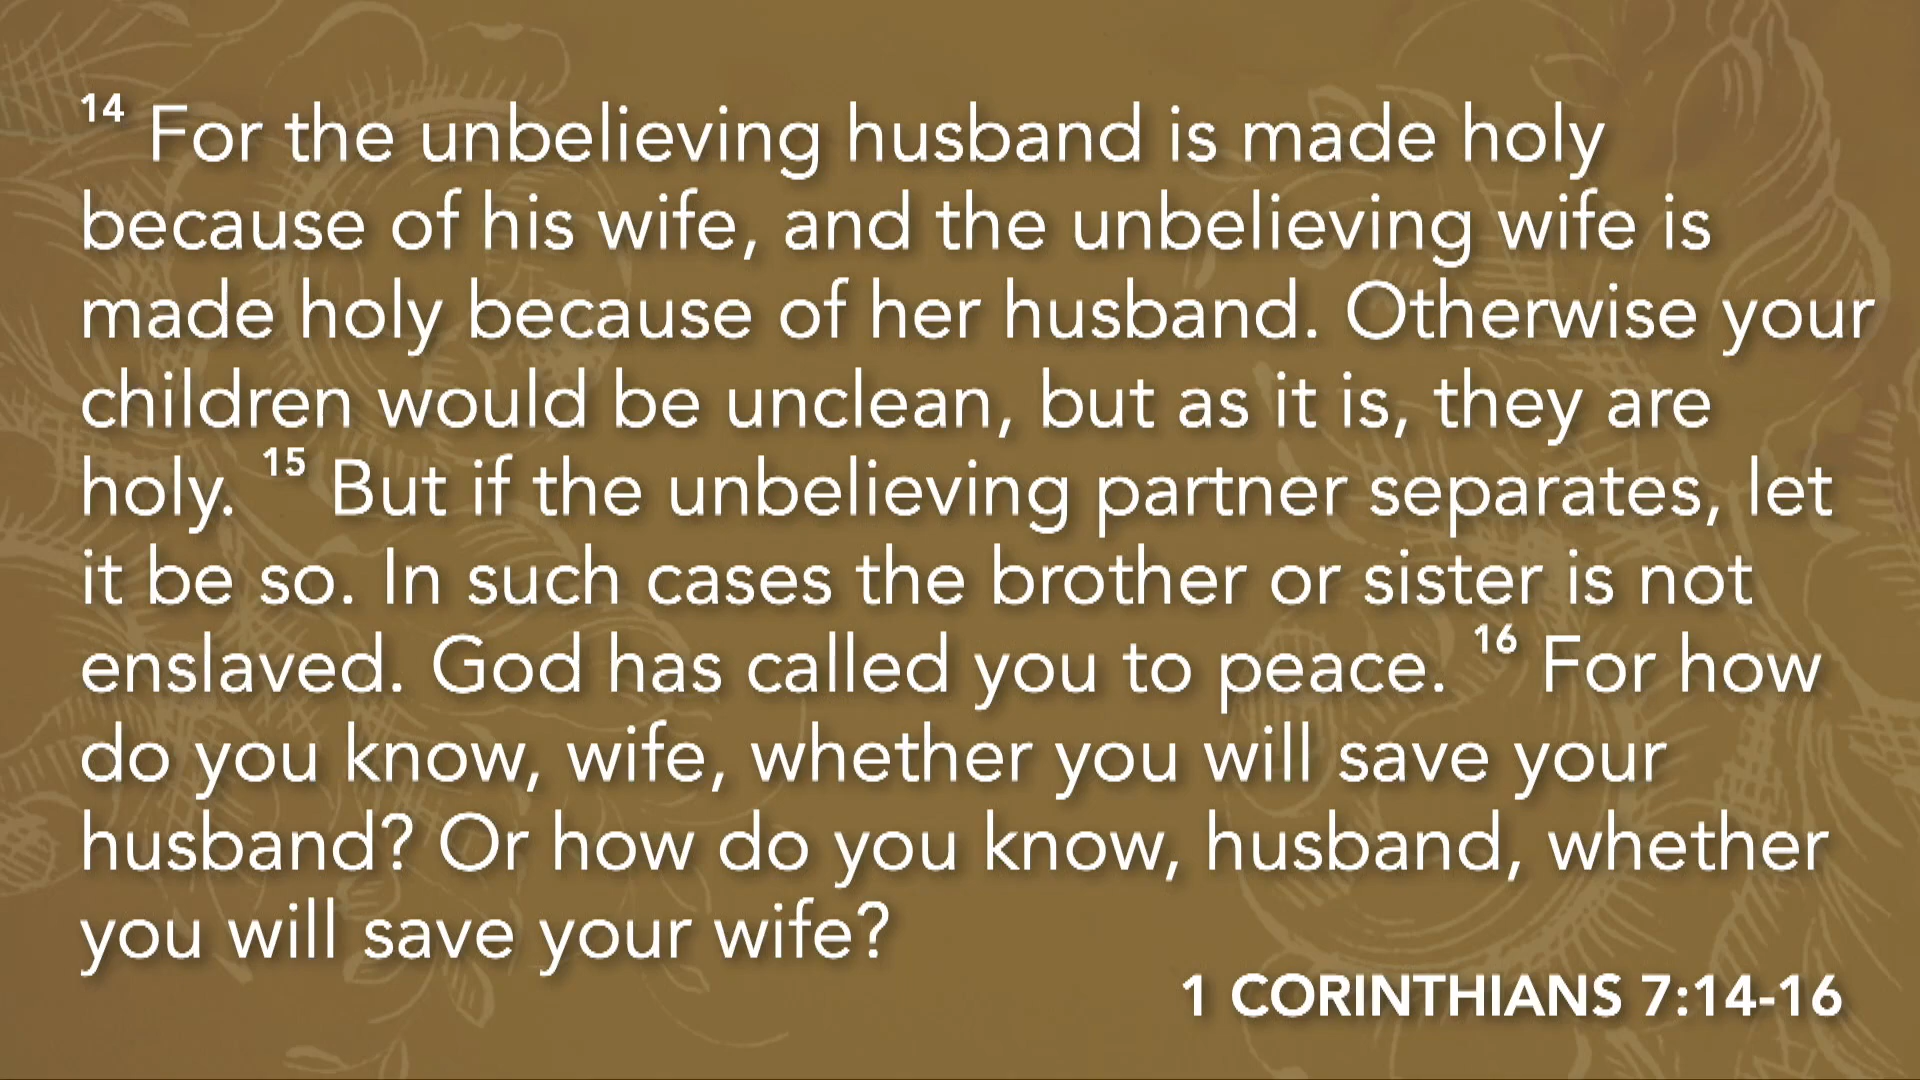 14 For the unbelieving husband is made holy
because of his wife, and the unbelieving wife is
made holy because of her husband. Otherwise your
children would be unclean, but as it is, they are
holy. 15 But if the unbelieving partner separates, let
it be so. In such cases the brother or sister is not
enslaved. God has called you to peace. 16 For how
do you know, wife, whether you will save your
husband? Or how do you know, husband, whether
you will save your wife?
1 CORINTHIANS 7:14-16